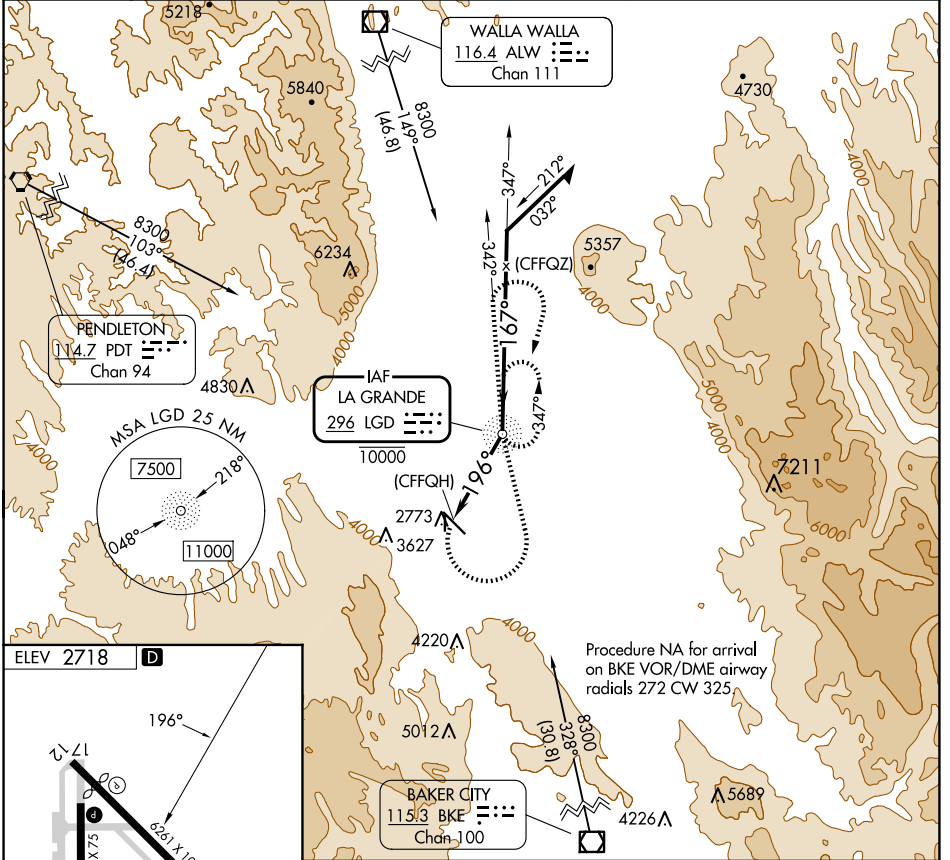 5218
WALLA WALLA
116.4 ALW
Chan 111
5840
4730
4000
8300
149°
(46.8)
347°
212°
032°
8300
103°
(46.4)
6234
5000
4000
342°
(CFFQZ)
5357
4000
167°
PENDLETON
114.7 PDT
Chan 94
4830
IAF
LA GRANDE
296 LGD
10000
347°
5000
4000
MSA LGD 25 NM
7500
218°
048°
11000
(CFFQH)
196°
2773
3627
4000
7211
6000
4220
4000
Procedure NA for arrival
on BKE VOR/DME airway
radials 272 CW 325.
ELEV 2718 D
196°
5012
8300
328°
(30.8)
BAKER CITY
115.3 BKE
Chan 100
5689
4226
17
12
P
P
6261 X
X 75